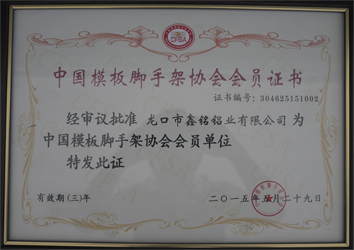 中国模板脚手架协会会员证书
证书编号：304625151002
经审议批准 龙口市鑫铭铝业有限公司 为
中国模板脚手架协会会员单位
特发此证
有效期(三)年
二〇一五年五月二十九日